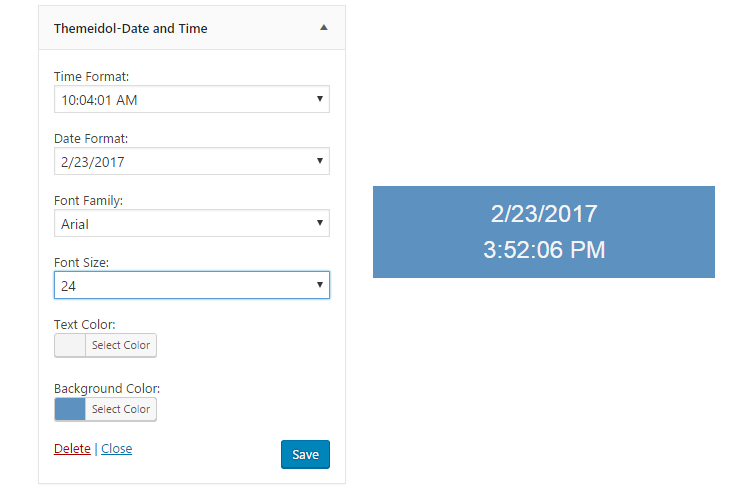 Themeidol-Date and Time
Time Format:
10:04:01 AM
Date Format:
2/23/2017
Font Family:
Arial
Font Size:
24
Text Color:
Select Color
Background Color:
Select Color
Delete | Close
Save
2/23/2017
3:52:06 PM